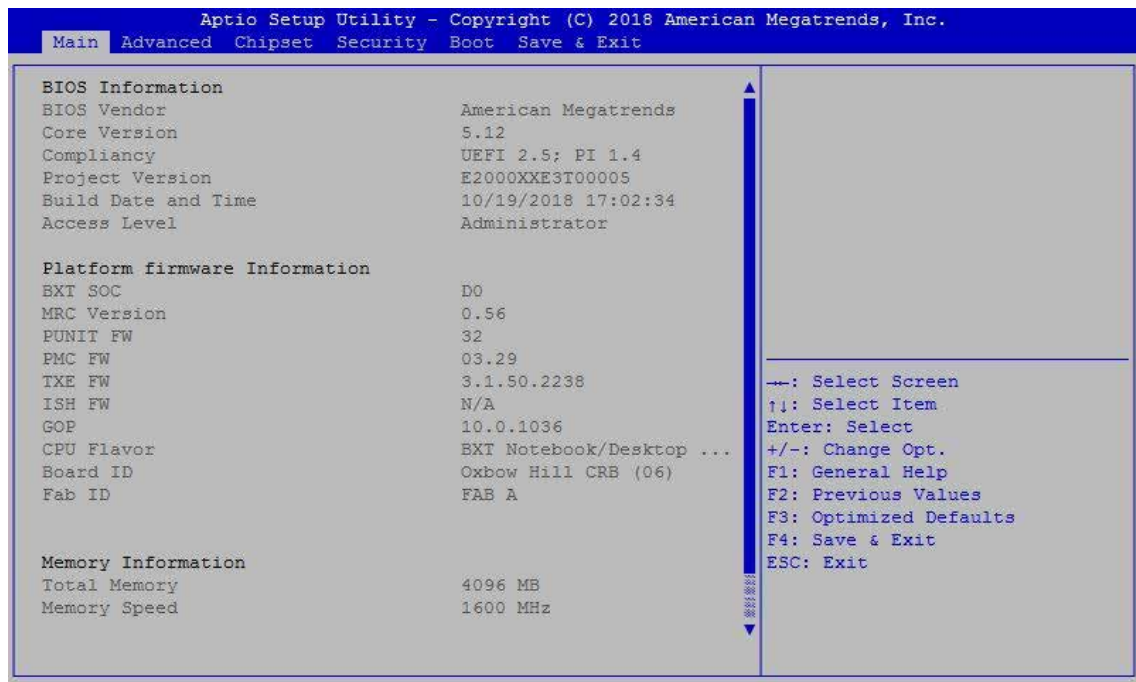 Aptio Setup Utility - Copyright (C) 2018 American Megatrends, Inc.
Main Advanced Chipset Security Boot Save & Exit
BIOS Information
BIOS Vendor American Megatrends
Core Version 5.12
Compliancy UEFI 2.5; PI 1.4
Project Version E2000XXE3T00005
Build Date and Time 10/19/2018 17:02:34
Access Level Administrator
Platform firmware Information
BXT SOC D0
MRC Version 0.56
PUNIT FW 32
PMC FW 03.29
TXE FW 3.1.50.2238
ISH FW N/A
GOP 10.0.1036
CPU Flavor BXT Notebook/Desktop ...
Board ID Oxbow Hill CRB (06)
Fab ID FAB A
Memory Information
Total Memory 4096 MB
Memory Speed 1600 MHz
→←: Select Screen
↑↓: Select Item
Enter: Select
+/-: Change Opt.
F1: General Help
F2: Previous Values
F3: Optimized Defaults
F4: Save & Exit
ESC: Exit